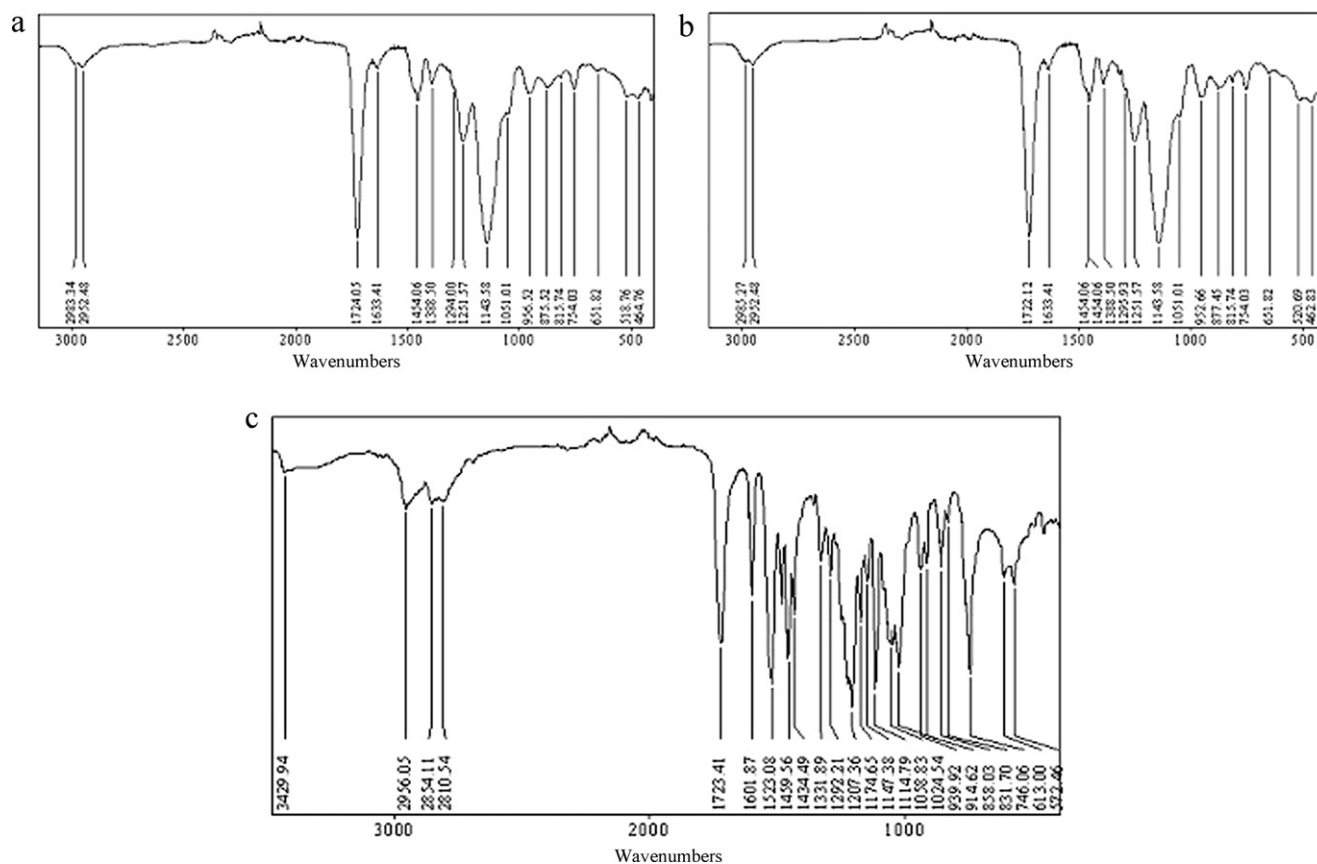 a
2983.34 2952.48 1724.05 1633.41 1454.06 1388.50 1294.00 1251.57 1143.58 1051.01 956.52 875.52 815.74 754.03 651.82 518.76 464.76
3000 2500 2000 1500 1000 500
Wavenumbers
b
2985.27 2952.48 1722.12 1633.41 1454.06 1454.06 1388.50 1295.93 1251.57 1143.58 1051.01 952.66 877.45 815.74 754.03 651.82 520.69 462.83
3000 2500 2000 1500 1000 500
Wavenumbers
c
3429.94 2956.05 2854.11 2810.54 1723.41 1601.87 1523.08 1459.56 1434.49 1331.89 1292.21 1207.36 1174.65 1147.38 1114.79 1058.83 1024.54 939.92 914.62 858.03 831.70 746.06 613.00 572.46
3000 2000 1000
Wavenumbers